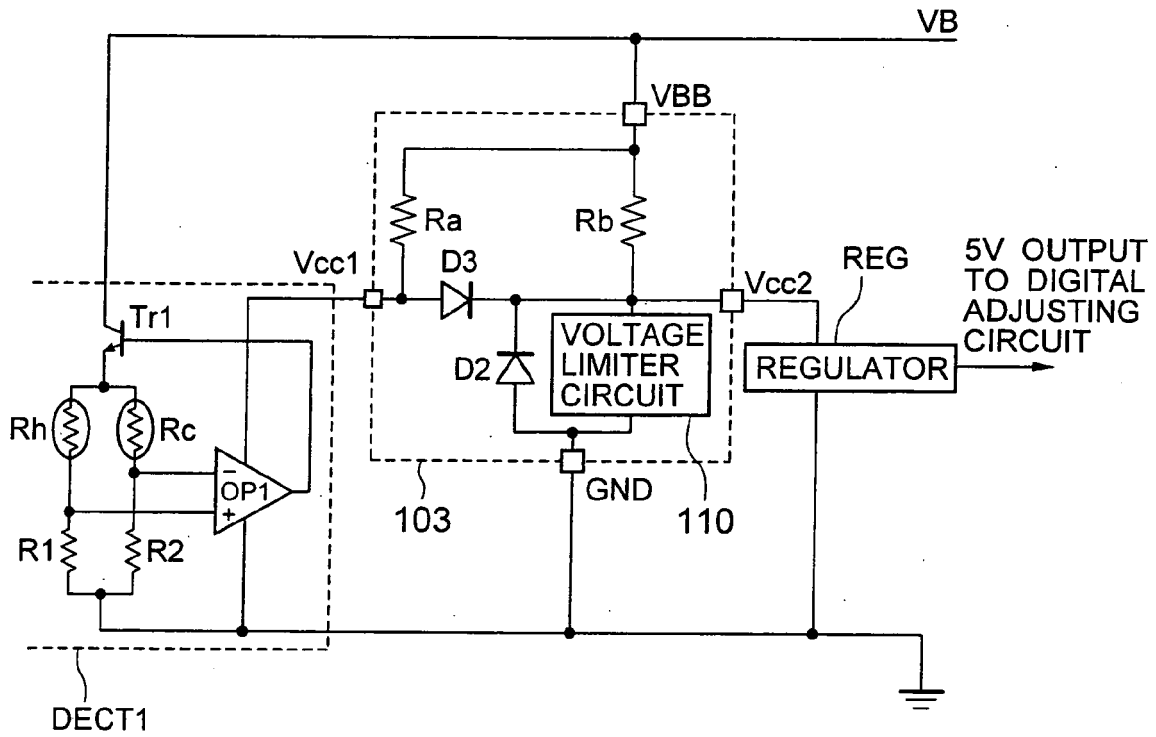 VB
VBB
Ra
Rb
Vcc1
D3
Vcc2
REG
5V OUTPUT
TO DIGITAL
ADJUSTING
CIRCUIT
Tr1
D2
VOLTAGE
LIMITER
CIRCUIT
REGULATOR
Rh
Rc
−
OP1
+
GND
103
110
R1
R2
DECT1